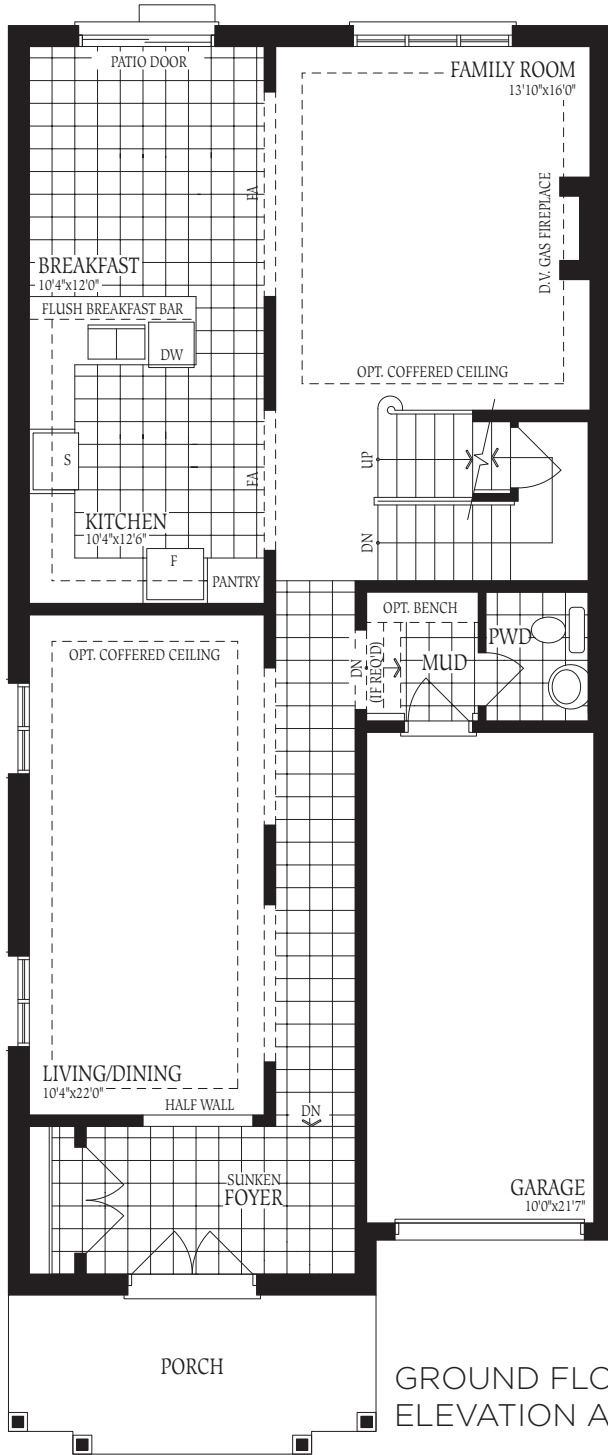 PATIO DOOR
FAMILY ROOM
13'10"x16'0"
FA
D.V. GAS FIREPLACE
BREAKFAST
10'4"x12'0"
FLUSH BREAKFAST BAR
DW
OPT. COFFERED CEILING
S
UP
FA
KITCHEN
10'4"x12'6"
DN
F
PANTRY
OPT. BENCH
OPT. COFFERED CEILING
DN
(IF REQ'D)
MUD
PWD
LIVING/DINING
10'4"x22'0"
HALF WALL
DN
SUNKEN
FOYER
GARAGE
10'0"x21'7"
PORCH
GROUND FLO
ELEVATION A